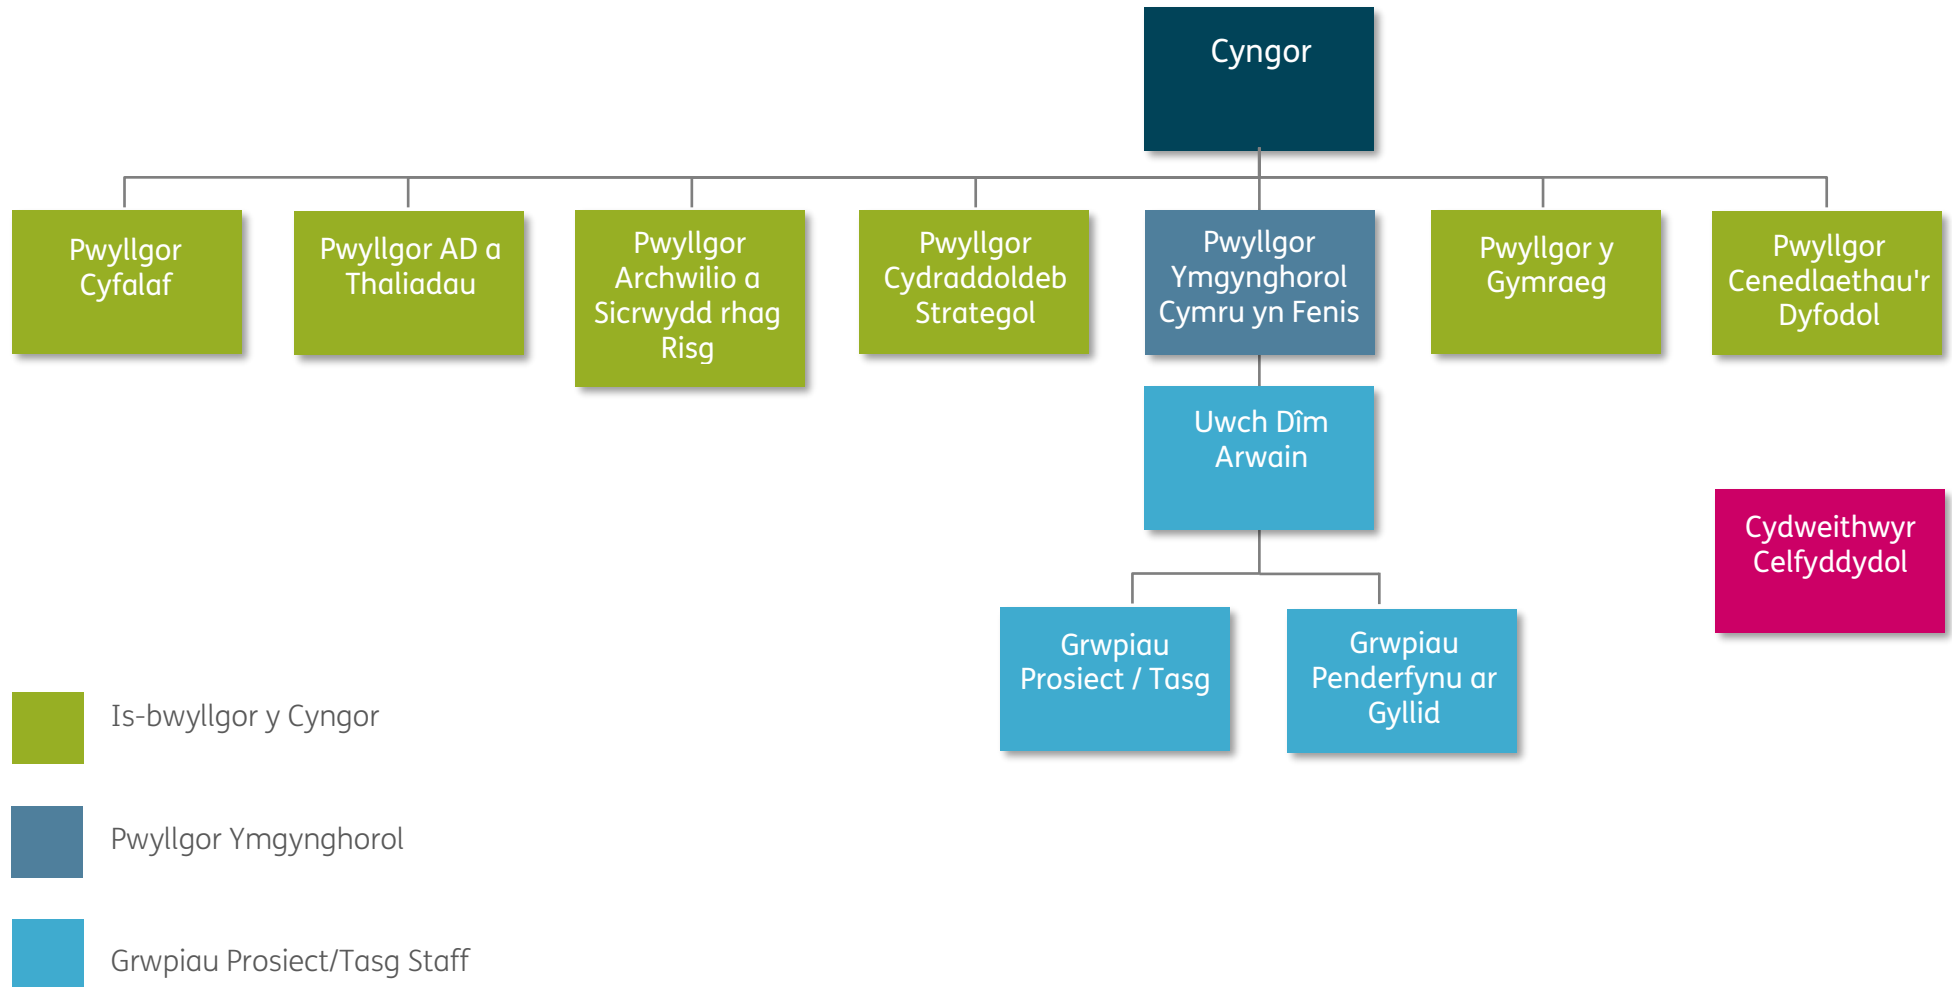 Cyngor
Pwyllgor
Cyfalaf
Pwyllgor AD a
Thaliadau
Pwyllgor
Archwilio a
Sicrwydd rhag
Risg
Pwyllgor
Cydraddoldeb
Strategol
Pwyllgor
Ymgynghorol
Cymru yn Fenis
Pwyllgor y
Gymraeg
Pwyllgor
Cenedlaethau'r
Dyfodol
Uwch Dîm
Arwain
Cydweithwyr
Celfyddydol
Grwpiau
Prosiect / Tasg
Grwpiau
Penderfynu ar
Gyllid
Is-bwyllgor y Cyngor
Pwyllgor Ymgynghorol
Grwpiau Prosiect/Tasg Staff